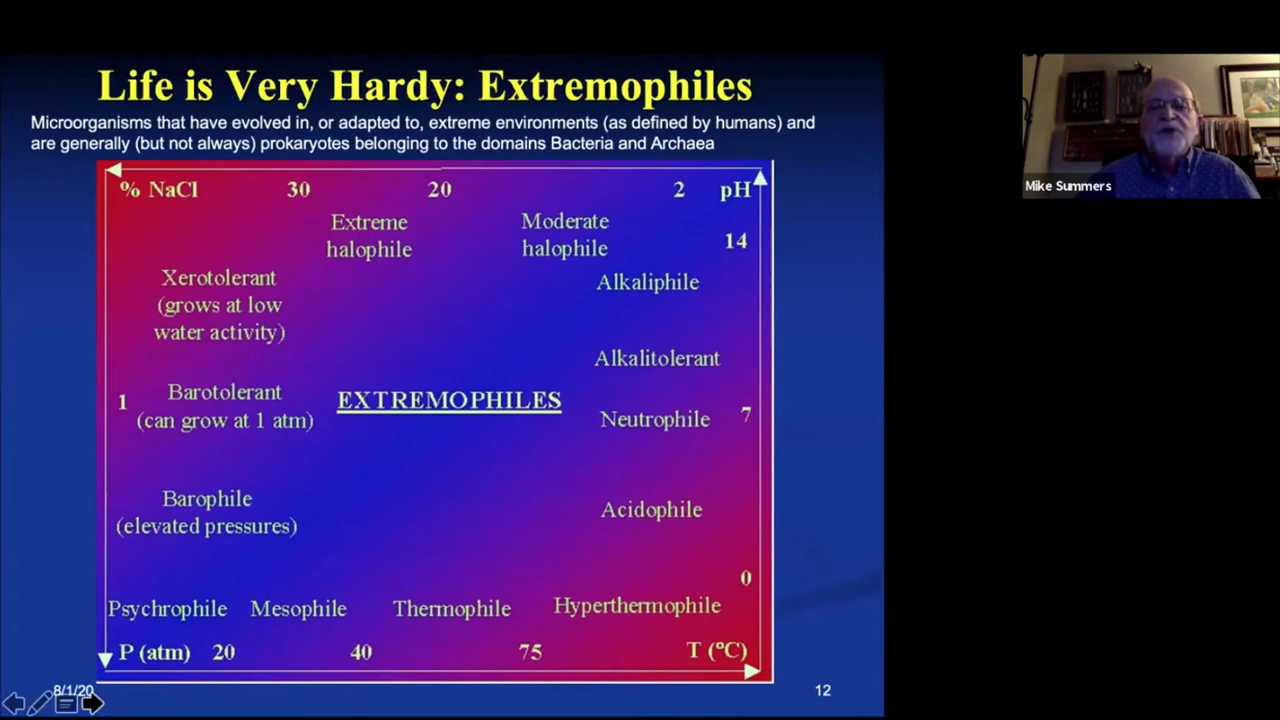 Life is Very Hardy: Extremophiles
Microorganisms that have evolved in, or adapted to, extreme environments (as defined by humans) and
are generally (but not always) prokaryotes belonging to the domains Bacteria and Archaea
% NaCl 30 20 2 pH
Extreme
halophile
Moderate
halophile
14
Xerotolerant
(grows at low
water activity)
Alkaliphile
Alkalitolerant
1
Barotolerant
(can grow at 1 atm)
EXTREMOPHILES
Neutrophile 7
Barophile
(elevated pressures)
Acidophile
0
Psychrophile Mesophile Thermophile Hyperthermophile
P (atm) 20 40 75 T (°C)
8/1/20
12
Mike Summers